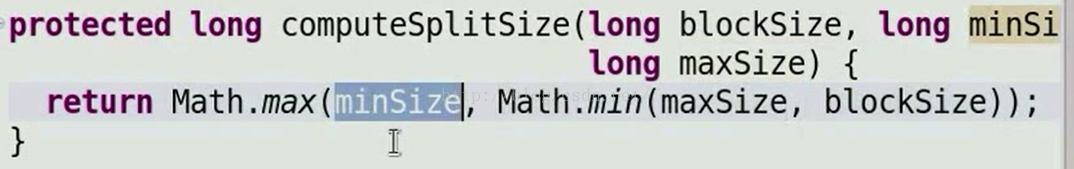 protected long computeSplitSize(long blockSize, long minSi
long maxSize) {
return Math.max(minSize, Math.min(maxSize, blockSize));
}